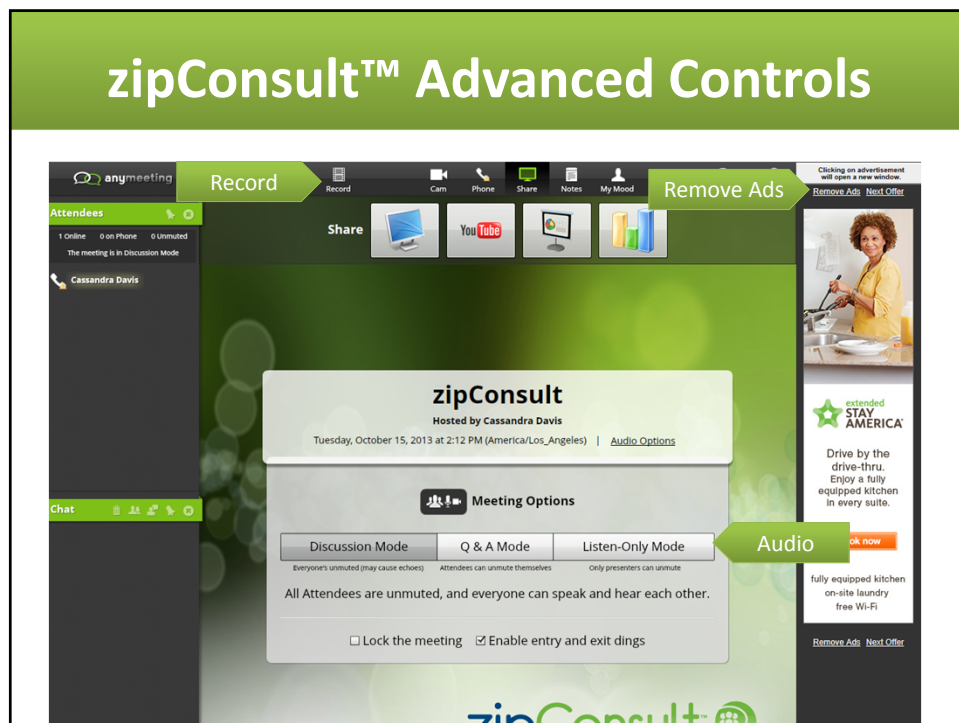 zipConsult™ Advanced Controls
anymeeting
Record
Record
Cam
Phone
Share
Notes
My Mood
Remove Ads
Clicking on advertisement
will open a new window.
Remove Ads Next Offer
Attendees
1 Online 0 on Phone 0 Unmuted
The meeting is in Discussion Mode
Cassandra Davis
Share
You Tube
zipConsult
Hosted by Cassandra Davis
Tuesday, October 15, 2013 at 2:12 PM (America/Los_Angeles) | Audio Options
Meeting Options
Discussion Mode
Q & A Mode
Listen-Only Mode
Everyone's unmuted (may cause echoes)
Attendees can unmute themselves
Only presenters can unmute
All Attendees are unmuted, and everyone can speak and hear each other.
Lock the meeting
Enable entry and exit dings
Audio
Chat
extended
STAY
AMERICA
Drive by the
drive-thru.
Enjoy a fully
equipped kitchen
in every suite.
now
fully equipped kitchen
on-site laundry
free Wi-Fi
Remove Ads Next Offer
zipConsult